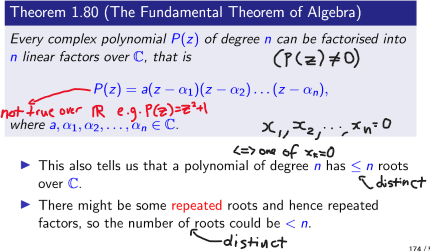 Theorem 1.80 (The Fundamental Theorem of Algebra)
Every complex polynomial P(z) of degree n can be factorised into
n linear factors over ℂ, that is
(P(z) ≠ 0)
P(z) = a(z − α₁)(z − α₂) … (z − αₙ),
not true over ℝ e.g. P(z)=z²+1
where a, α₁, α₂, …, αₙ ∈ ℂ.
x₁, x₂, ⋯, xₙ=0
<=> one of xₖ=0
▶ This also tells us that a polynomial of degree n has ≤ n roots
over ℂ.
distinct
▶ There might be some repeated roots and hence repeated
factors, so the number of roots could be < n.
distinct